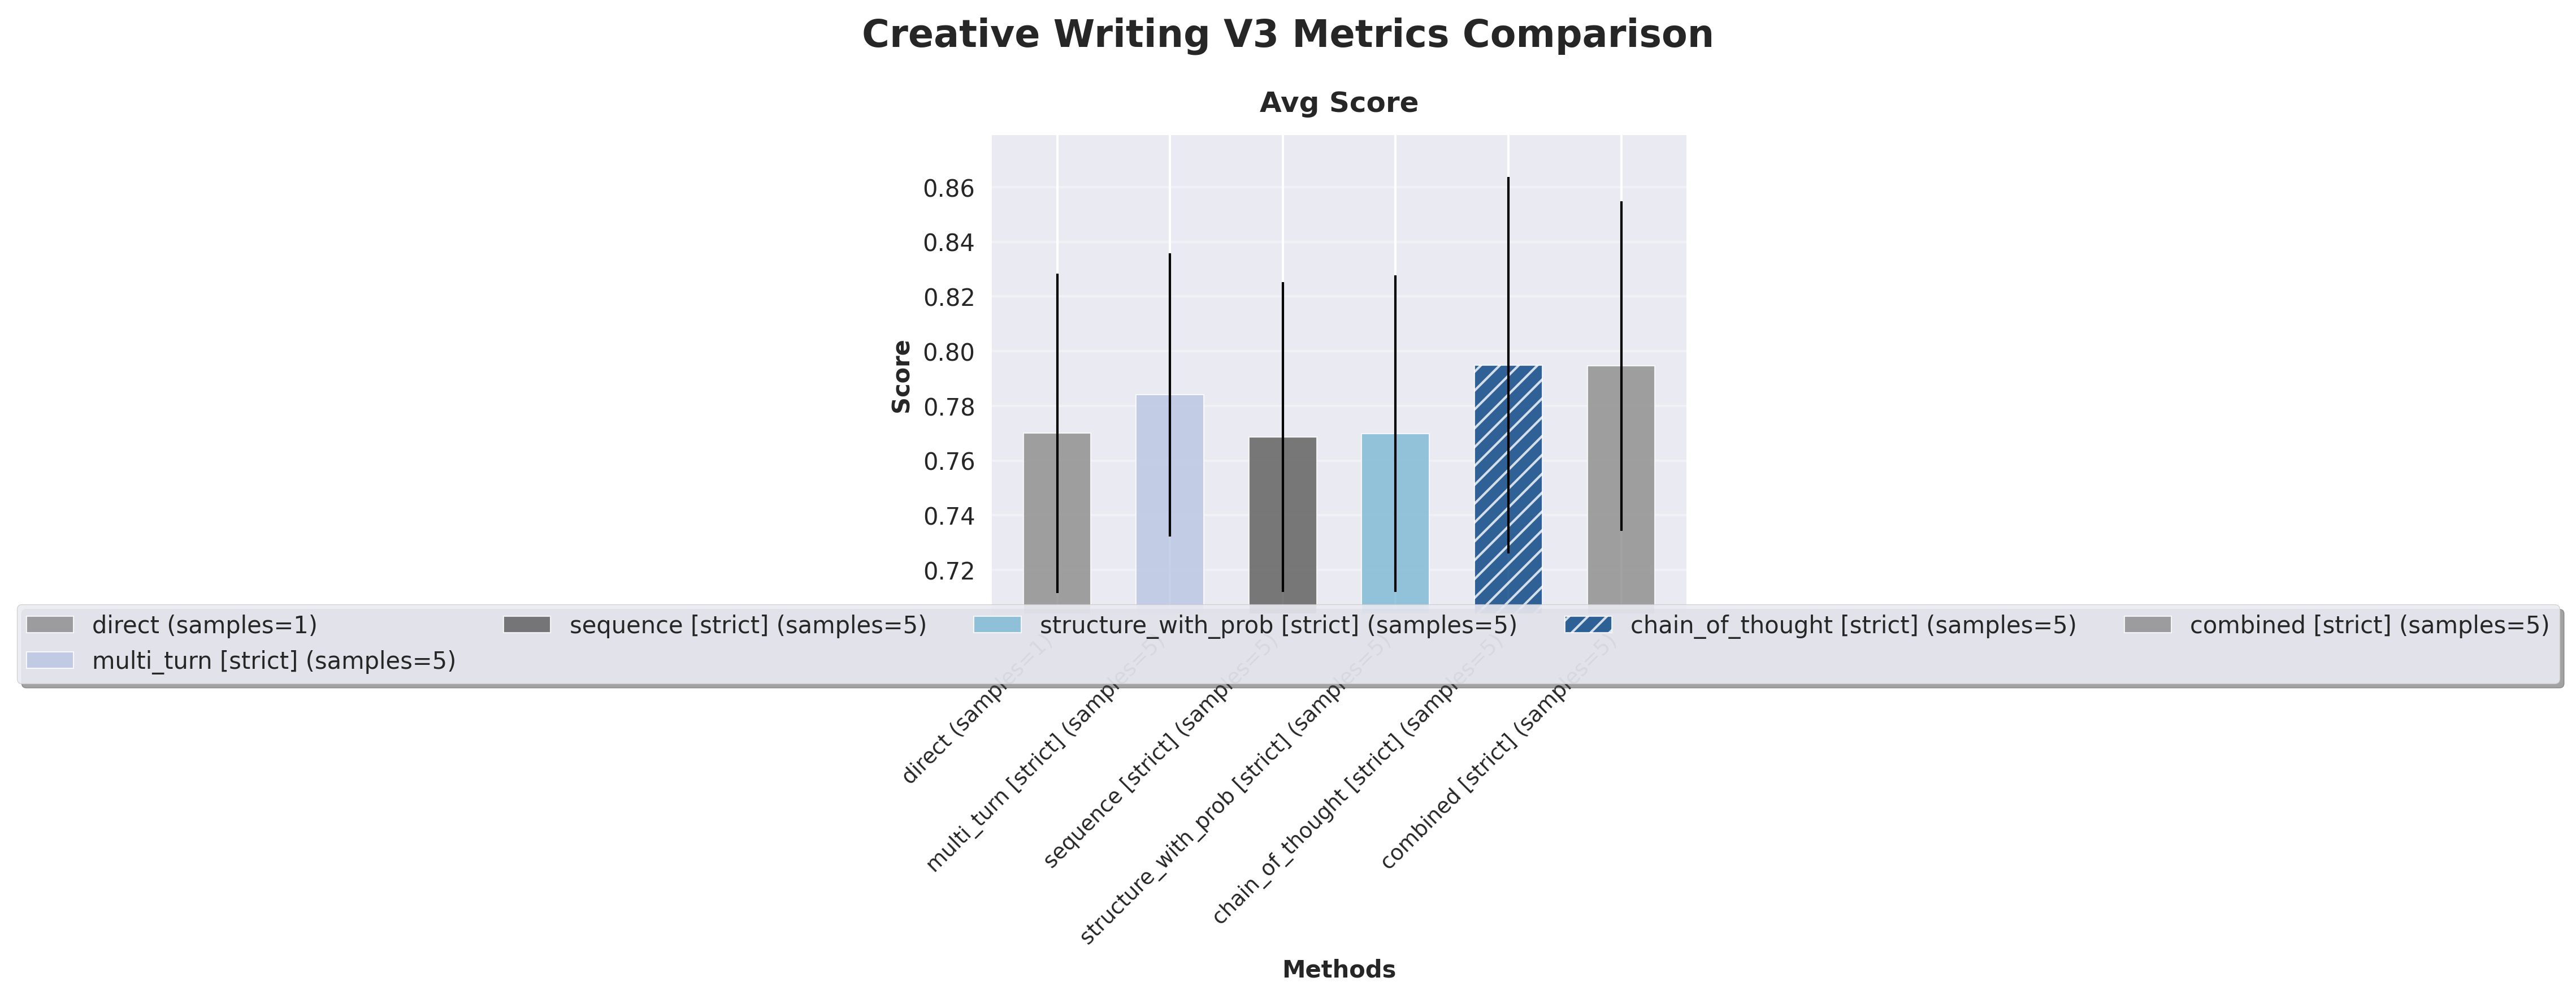 Creative Writing V3 Metrics Comparison
Avg Score
Score
0.86
0.84
0.82
0.80
0.78
0.76
0.74
0.72
direct (samples=1)
sequence [strict] (samples=5)
structure_with_prob [strict] (samples=5)
chain_of_thought [strict] (samples=5)
combined [strict] (samples=5)
multi_turn [strict] (samples=5)
direct (samples=1)
multi_turn [strict] (samples=5)
sequence [strict] (samples=5)
structure_with_prob [strict] (samples=5)
chain_of_thought [strict] (samples=5)
combined [strict] (samples=5)
Methods